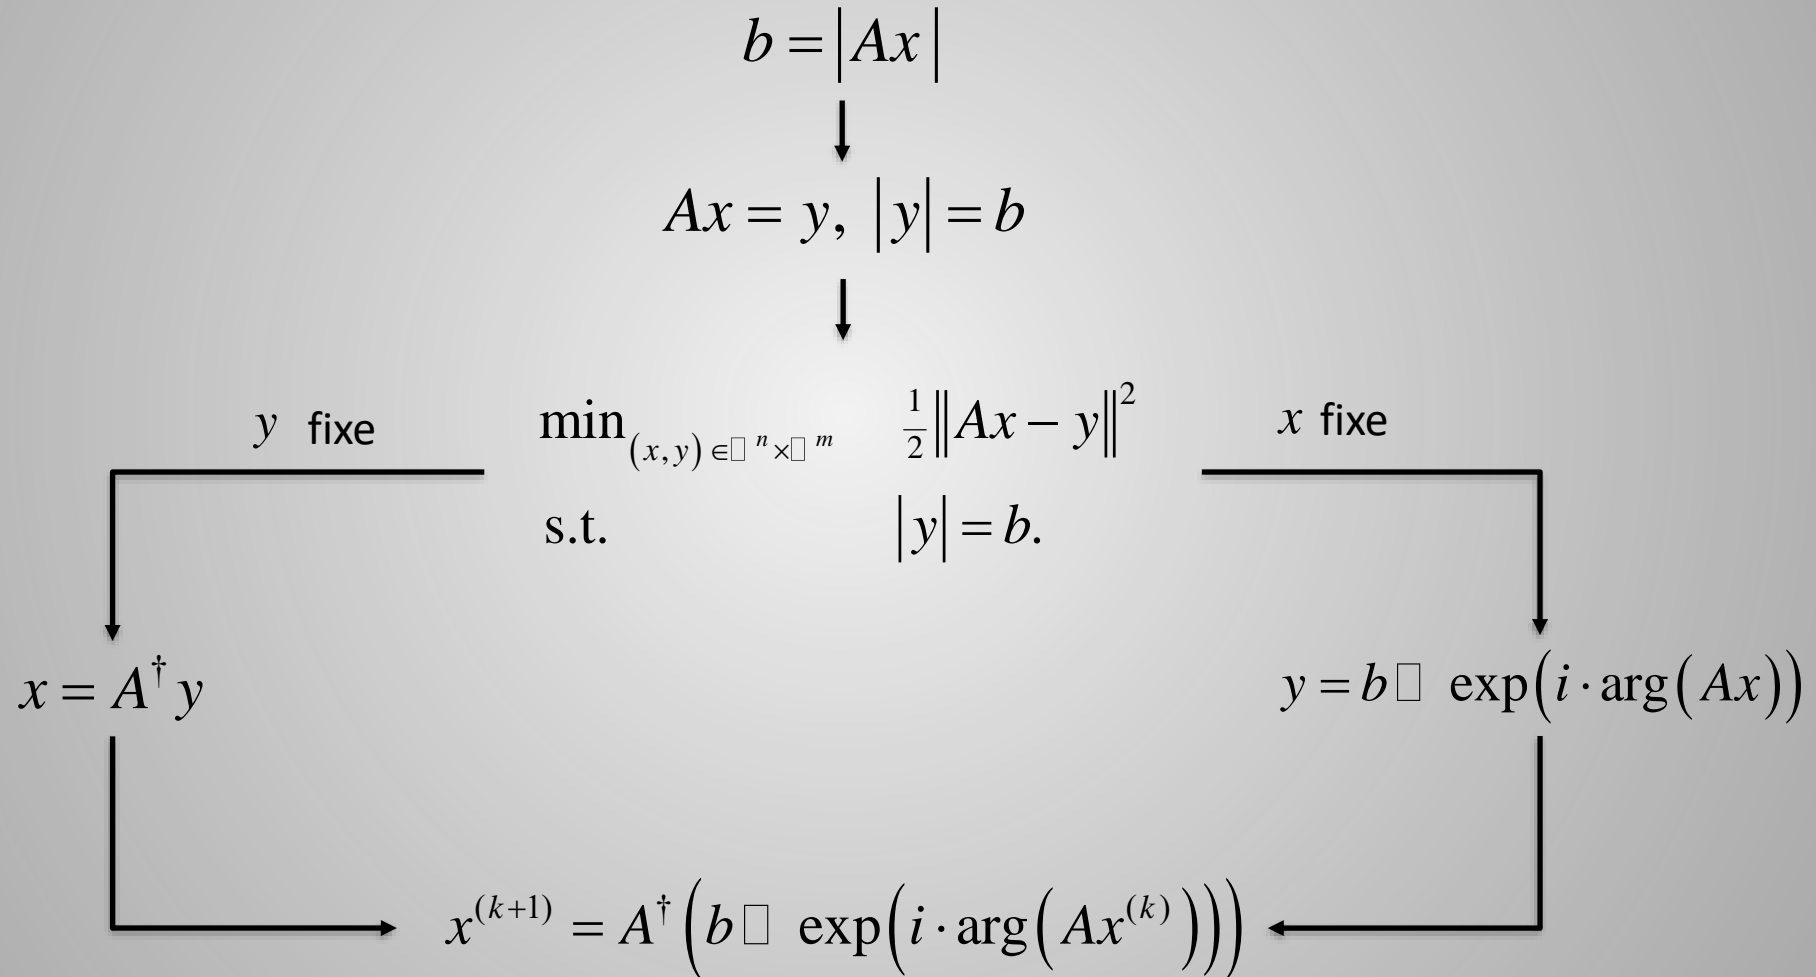 b = |Ax|
Ax = y, |y| = b
y fixe
min_{(x,y)∈□^n×□^m} ½‖Ax − y‖²
x fixe
s.t. |y| = b.
x = A†y
y = b□ exp(i · arg(Ax))
x^{(k+1)} = A†(b□ exp(i · arg(Ax^{(k)})))